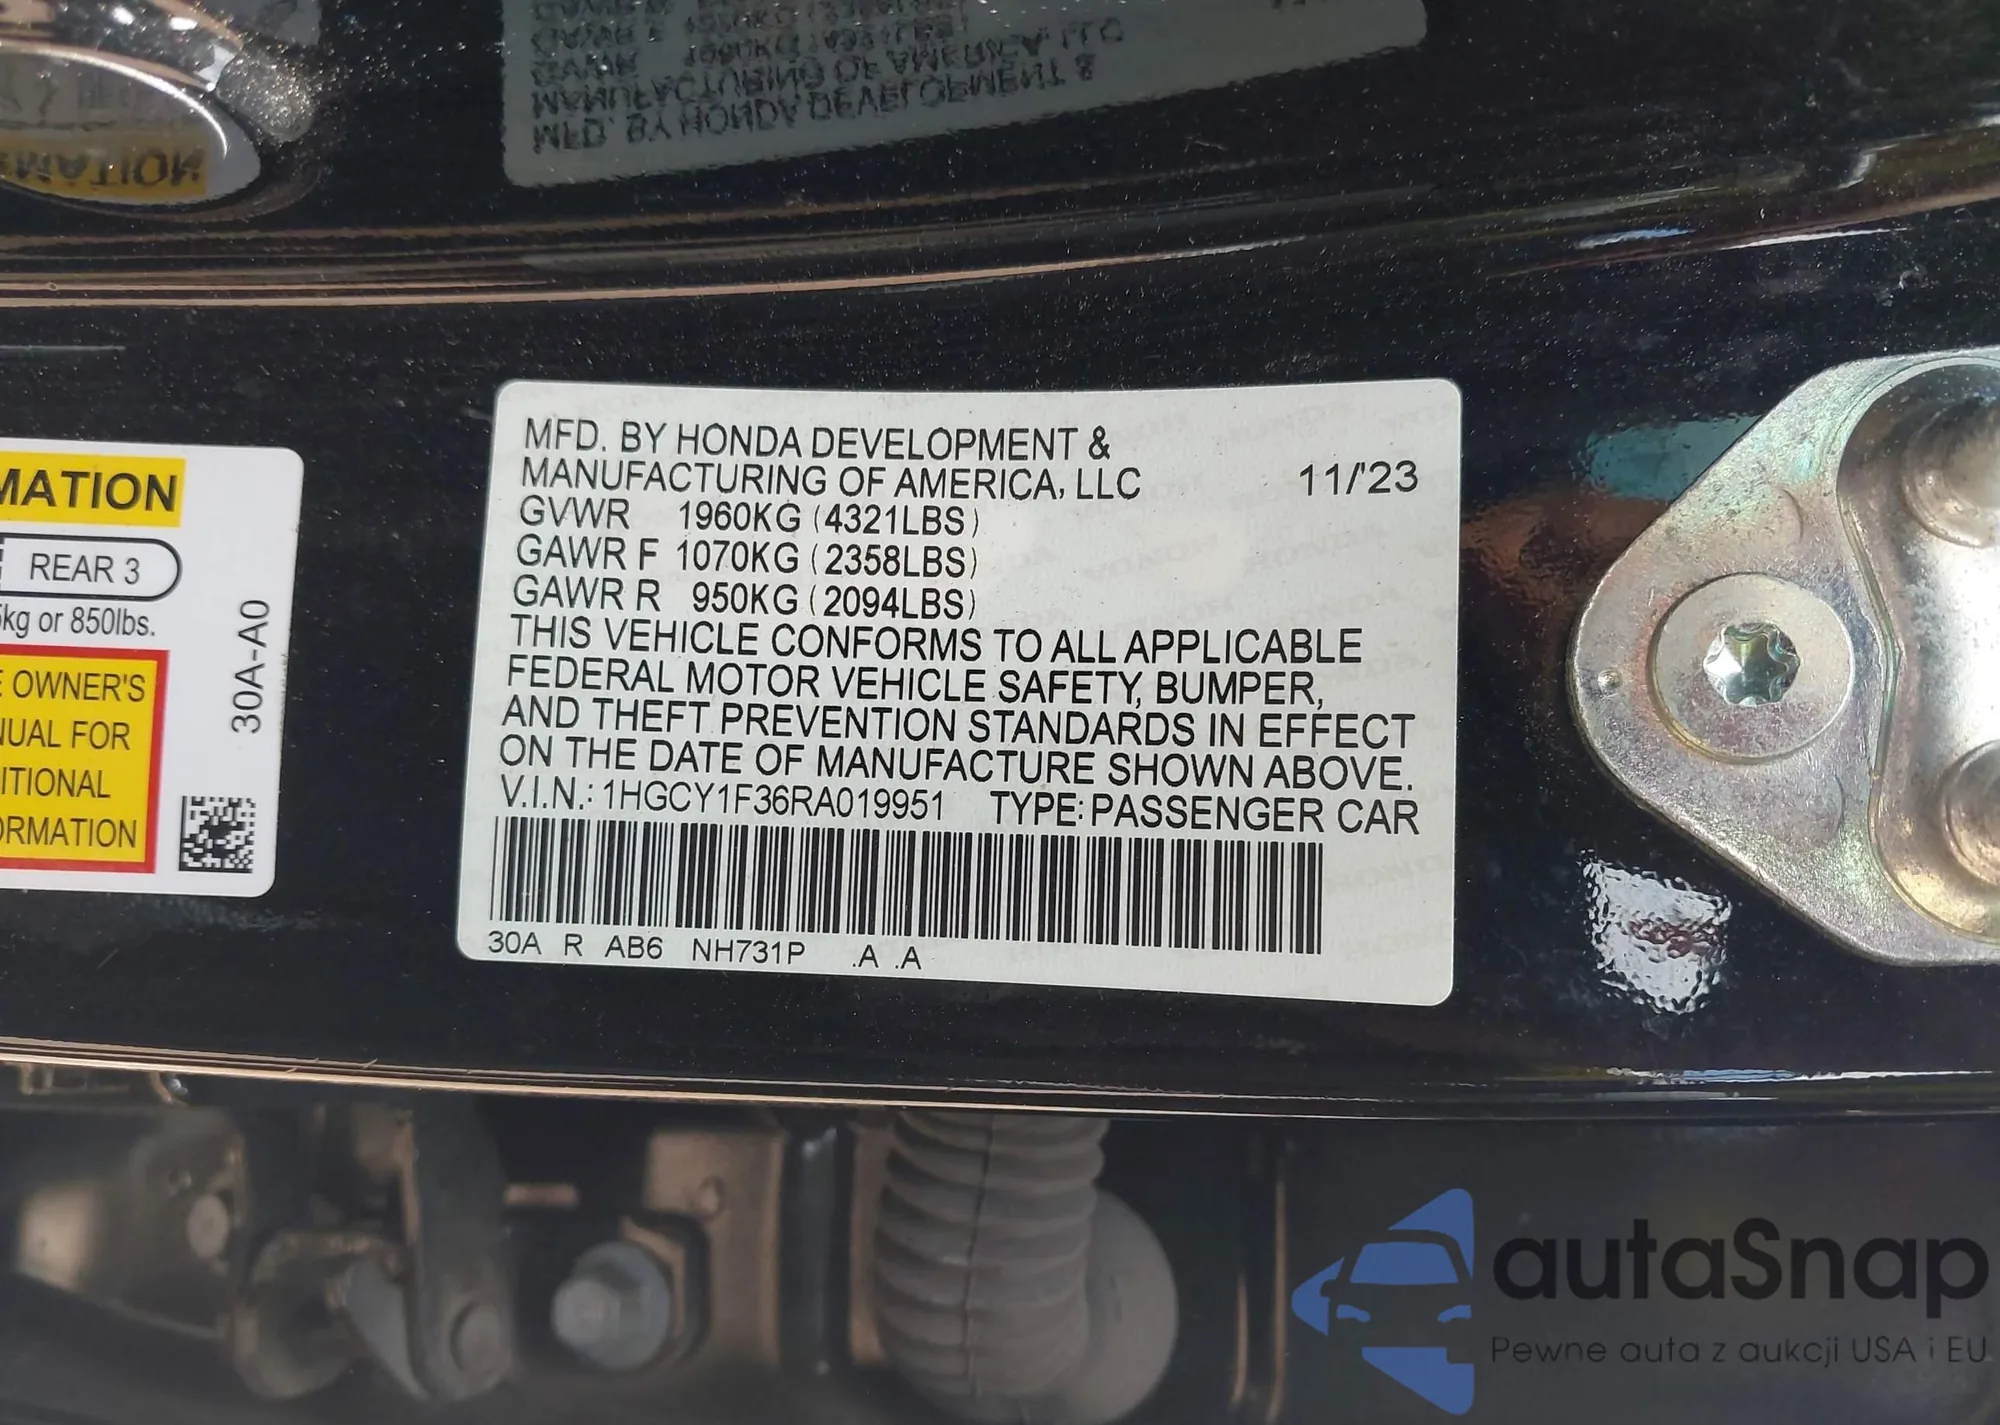 MATION
REAR 3
kg or 850lbs.
30A-A0
OWNER'S
UAL FOR
ITIONAL
ORMATION
MFD. BY HONDA DEVELOPMENT &
MANUFACTURING OF AMERICA, LLC 11/'23
GVWR 1960KG (4321LBS)
GAWR F 1070KG (2358LBS)
GAWR R 950KG (2094LBS)
THIS VEHICLE CONFORMS TO ALL APPLICABLE
FEDERAL MOTOR VEHICLE SAFETY, BUMPER,
AND THEFT PREVENTION STANDARDS IN EFFECT
ON THE DATE OF MANUFACTURE SHOWN ABOVE.
V.I.N.: 1HGCY1F36RA019951 TYPE: PASSENGER CAR
30A R AB6 NH731P .A .A
autaSnap
Pewne auta z aukcji USA i EU